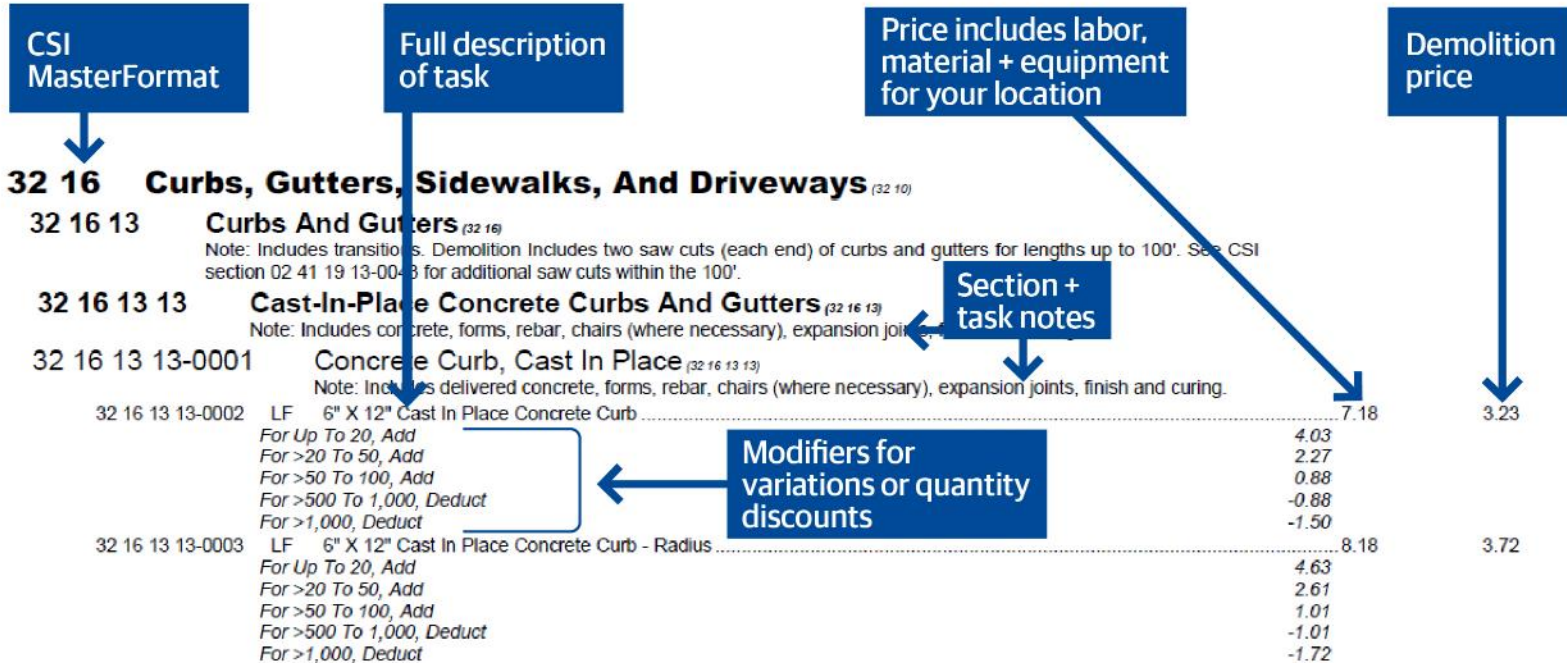 CSI
MasterFormat
Full description
of task
Price includes labor,
material + equipment
for your location
Demolition
price
32 16 Curbs, Gutters, Sidewalks, And Driveways (32 10)
32 16 13 Curbs And Gutters (32 16)
Note: Includes transitions. Demolition Includes two saw cuts (each end) of curbs and gutters for lengths up to 100'. See CSI
section 02 41 19 13-0043 for additional saw cuts within the 100'.
Section +
task notes
32 16 13 13 Cast-In-Place Concrete Curbs And Gutters (32 16 13)
Note: Includes concrete, forms, rebar, chairs (where necessary), expansion joints,
32 16 13 13-0001 Concrete Curb, Cast In Place (32 16 13 13)
Note: Includes delivered concrete, forms, rebar, chairs (where necessary), expansion joints, finish and curing.
32 16 13 13-0002 LF 6" X 12" Cast In Place Concrete Curb 7.18 3.23
For Up To 20, Add 4.03
For >20 To 50, Add 2.27
For >50 To 100, Add 0.88
For >500 To 1,000, Deduct -0.88
For >1,000, Deduct -1.50
Modifiers for
variations or quantity
discounts
32 16 13 13-0003 LF 6" X 12" Cast In Place Concrete Curb - Radius 8.18 3.72
For Up To 20, Add 4.63
For >20 To 50, Add 2.61
For >50 To 100, Add 1.01
For >500 To 1,000, Deduct -1.01
For >1,000, Deduct -1.72